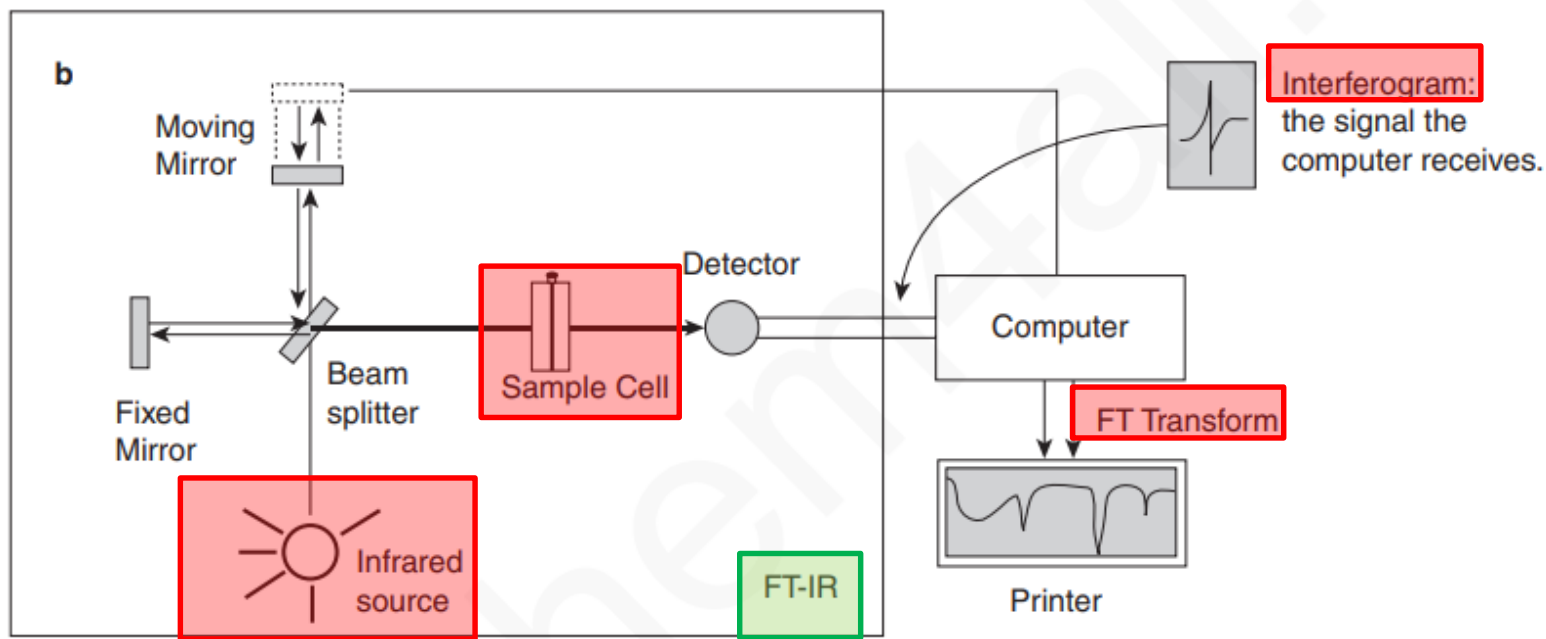 b
Moving
Mirror
Interferogram:
the signal the
computer receives.
Detector
Computer
Sample Cell
Beam
splitter
Fixed
Mirror
FT Transform
Infrared
source
FT-IR
Printer